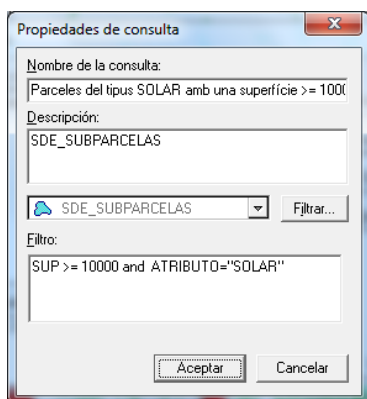 Propiedades de consulta
Nombre de la consulta:
Parceles del tipus SOLAR amb una superfície >= 100
Descripción:
SDE_SUBPARCELAS
SDE_SUBPARCELAS
Filtrar...
Filtro:
SUP >= 10000 and ATRIBUTO="SOLAR"
Aceptar
Cancelar